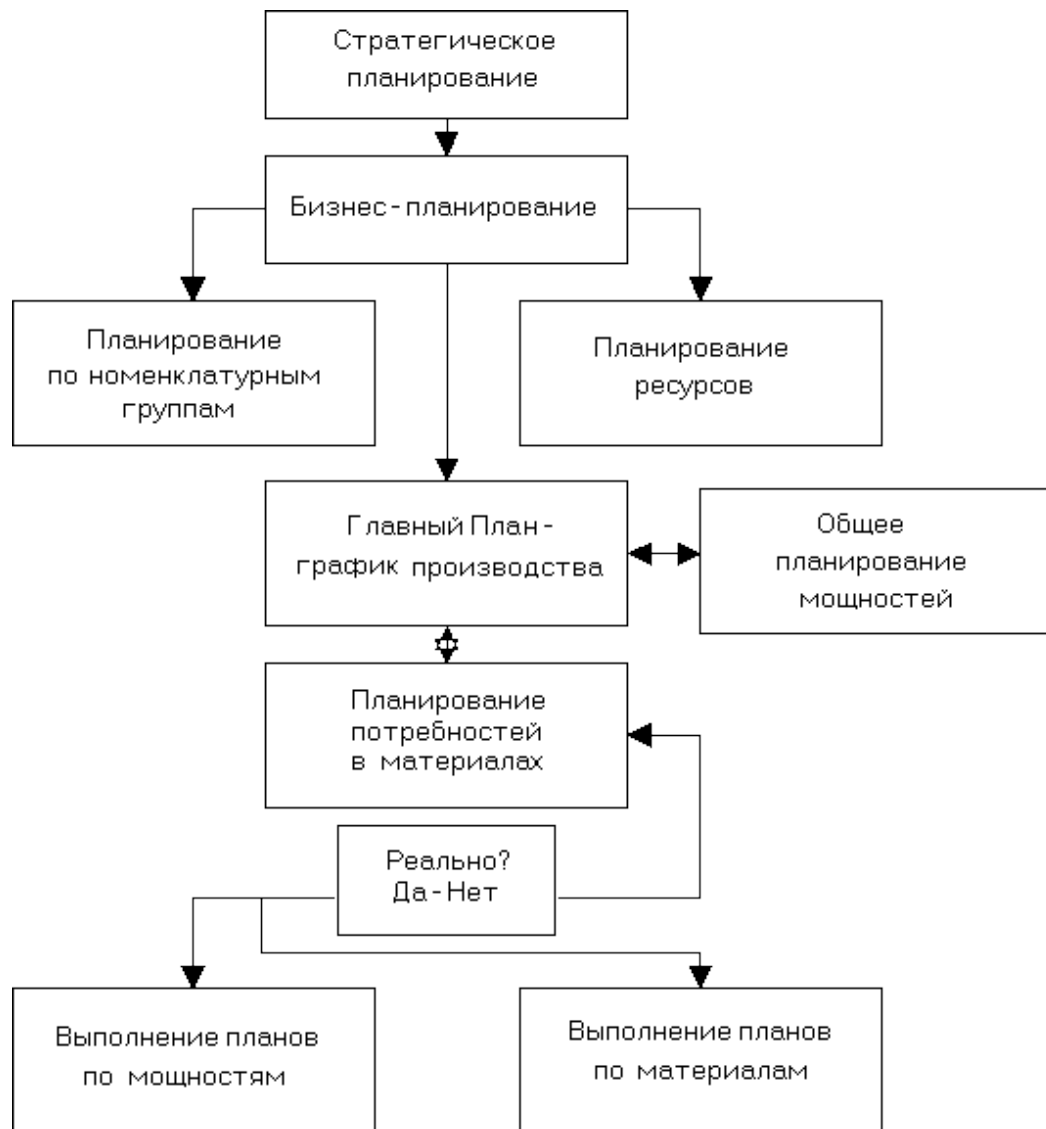 Стратегическое
планирование
Бизнес-планирование
Планирование
по номенклатурным
группам
Планирование
ресурсов
Главный План-
график производства
Общее
планирование
мощностей
Планирование
потребностей
в материалах
Реально?
Да-Нет
Выполнение планов
по мощностям
Выполнение планов
по материалам